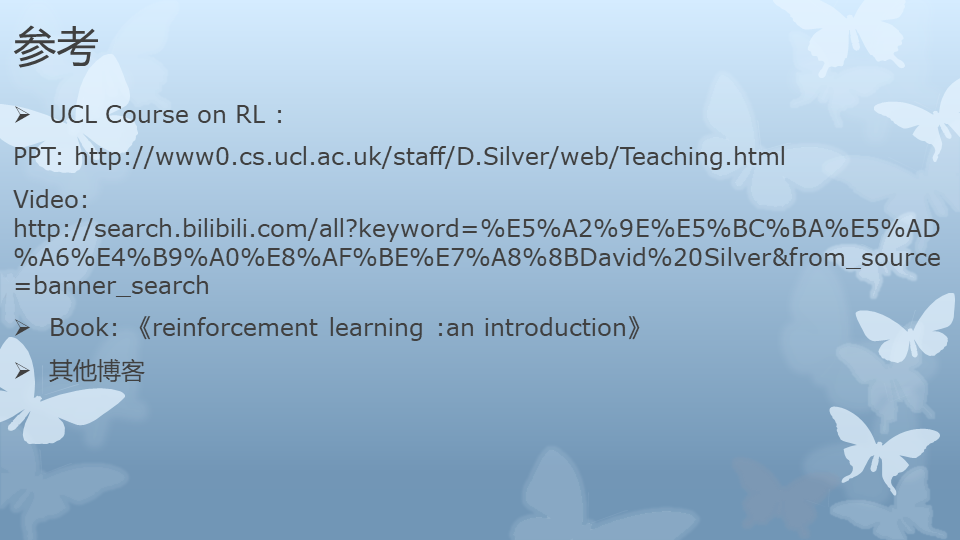 参考
➢ UCL Course on RL :
PPT: http://www0.cs.ucl.ac.uk/staff/D.Silver/web/Teaching.html
Video:
http://search.bilibili.com/all?keyword=%E5%A2%9E%E5%BC%BA%E5%AD
%A6%E4%B9%A0%E8%AF%BE%E7%A8%8BDavid%20Silver&from_source
=banner_search
➢ Book: 《reinforcement learning :an introduction》
➢ 其他博客